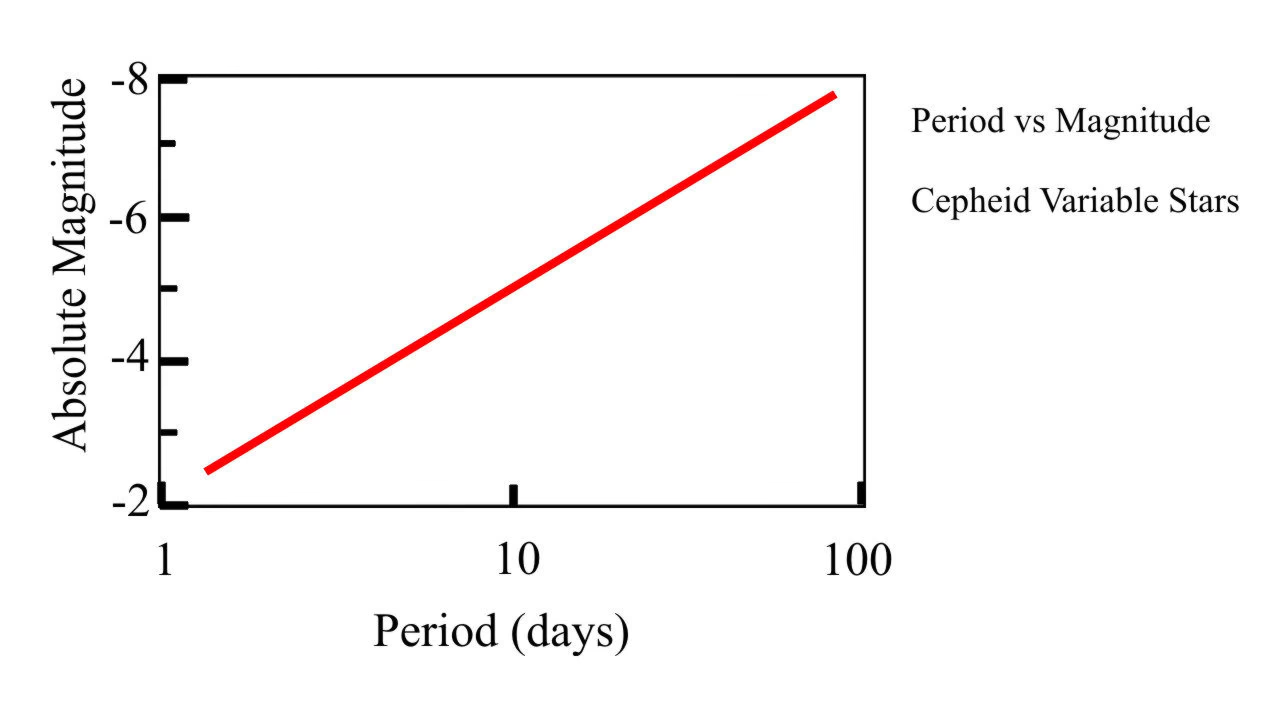 Absolute Magnitude
-8
-6
-4
-2
1
10
100
Period (days)
Period vs Magnitude
Cepheid Variable Stars